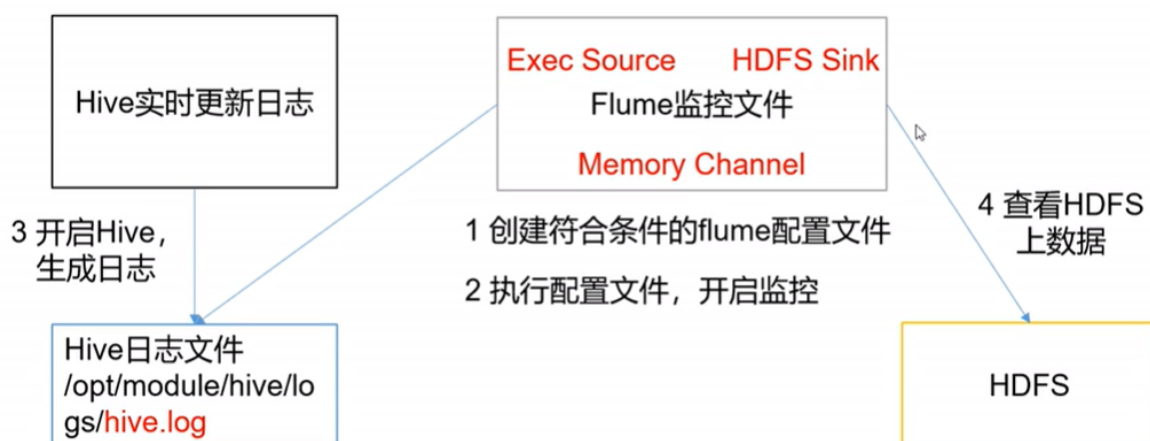 Hive实时更新日志
Exec Source HDFS Sink
Flume监控文件
Memory Channel
3 开启Hive，
生成日志
1 创建符合条件的flume配置文件
2 执行配置文件，开启监控
4 查看HDFS
上数据
Hive日志文件
/opt/module/hive/lo
gs/hive.log
HDFS